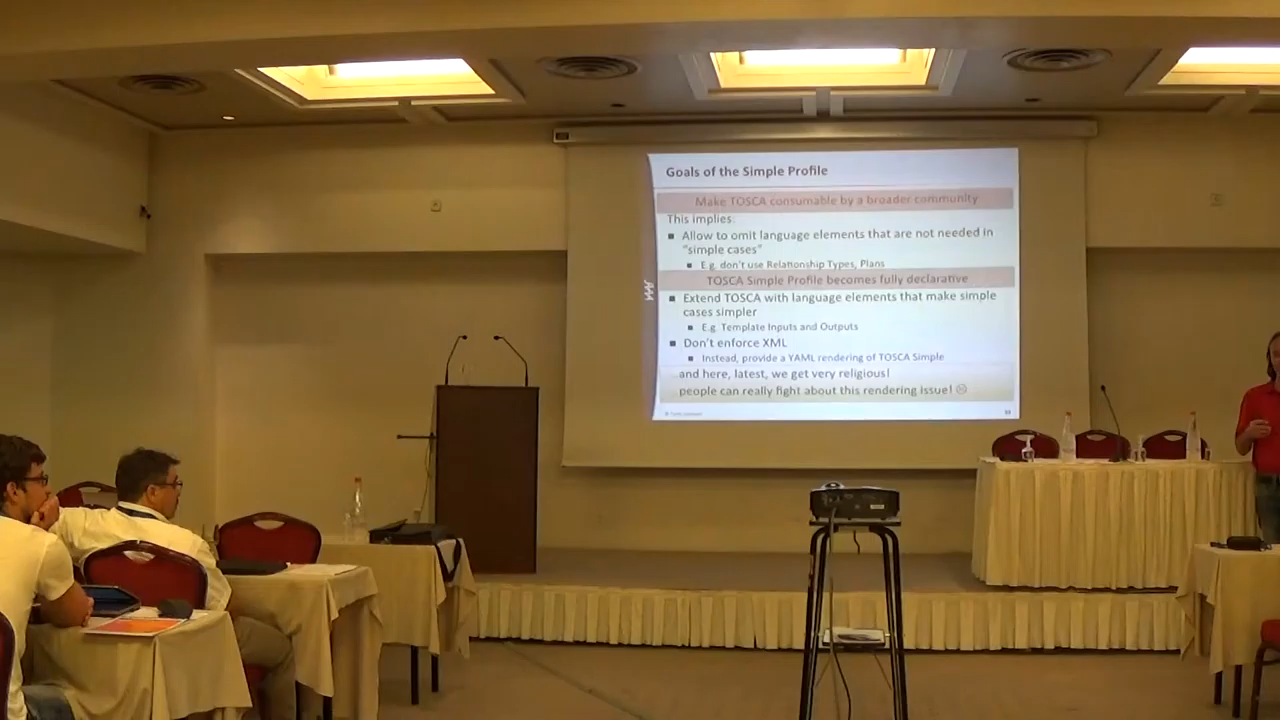 Goals of the Simple Profile
Make TOSCA consumable by a broader community
This implies:
■ Allow to omit language elements that are not needed in
"simple cases"
■ E.g. don't use Relationship Types, Plans
TOSCA Simple Profile becomes fully declarative
■ Extend TOSCA with language elements that make simple
cases simpler
■ E.g. Template Inputs and Outputs
■ Don't enforce XML
■ Instead, provide a YAML rendering of TOSCA Simple
and here, latest, we get very religious!
people can really fight about this rendering issue! ☹